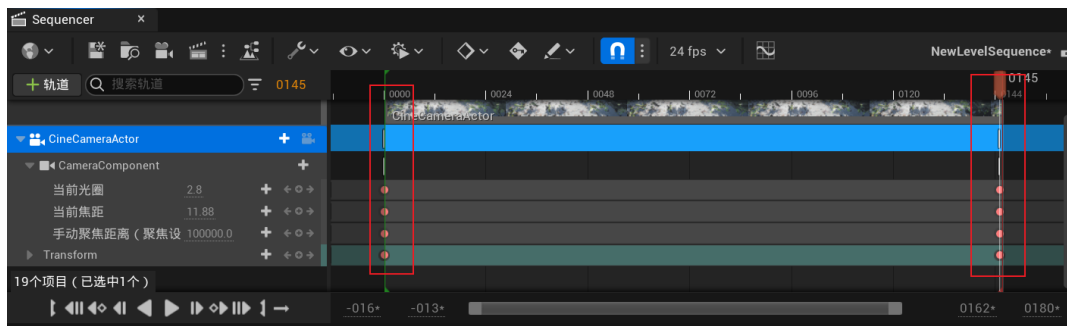 Sequencer ×
24 fps NewLevelSequence*
+ 轨道 搜索轨道 0145 0145
0000 0024 0048 0072 0096 0120 0144
CineCameraActor
CineCameraActor
CameraComponent
当前光圈 2.8
当前焦距 11.88
手动聚焦距离（聚焦设 100000.0
Transform
19个项目（已选中1个）
-016* -013* 0162* 0180*